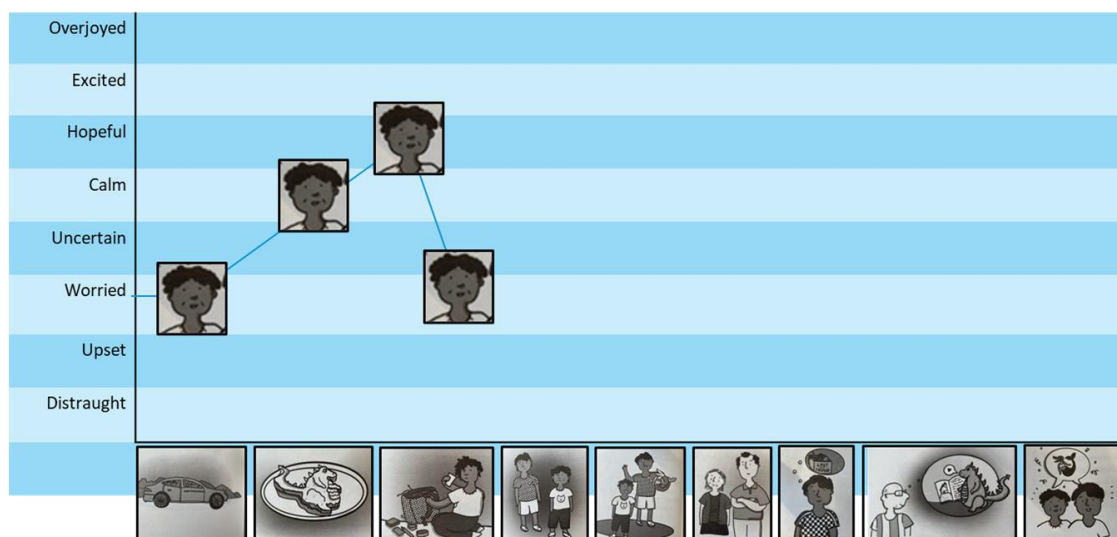 Overjoyed
Excited
Hopeful
Calm
Uncertain
Worried
Upset
Distraught